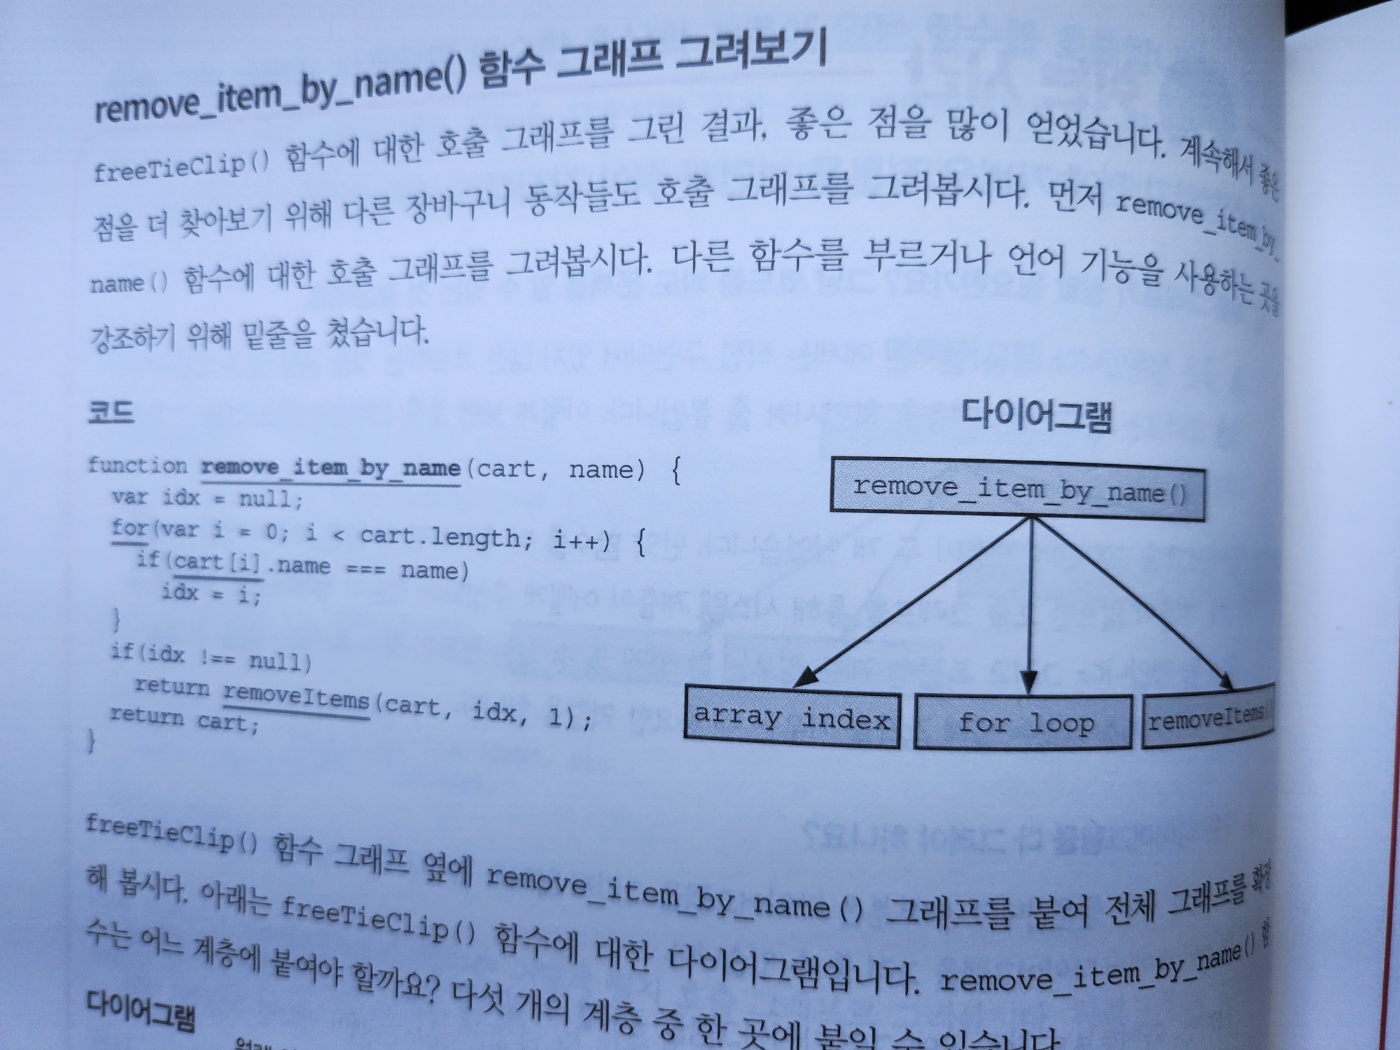 remove_item_by_name() 함수 그래프 그려보기
freeTieClip() 함수에 대한 호출 그래프를 그린 결과, 좋은 점을 많이 얻었습니다. 계속해서 좋은
점을 더 찾아보기 위해 다른 장바구니 동작들도 호출 그래프를 그려봅시다. 먼저 remove_item_by_
name() 함수에 대한 호출 그래프를 그려봅시다. 다른 함수를 부르거나 언어 기능을 사용하는 곳을
강조하기 위해 밑줄을 쳤습니다.
코드
function remove_item_by_name(cart, name) {
var idx = null;
for(var i = 0; i < cart.length; i++) {
if(cart[i].name === name)
idx = i;
}
if(idx !== null)
return removeItems(cart, idx, 1);
return cart;
}
다이어그램
remove_item_by_name()
array index
for loop
removeItems()
freeTieClip() 함수 그래프 옆에 remove_item_by_name() 그래프를 붙여 전체 그래프를 확장
해 봅시다. 아래는 freeTieClip() 함수에 대한 다이어그램입니다. remove_item_by_name() 함
수는 어느 계층에 붙여야 할까요? 다섯 개의 계층 중 한 곳에 붙일 수 있습니다
다이어그램